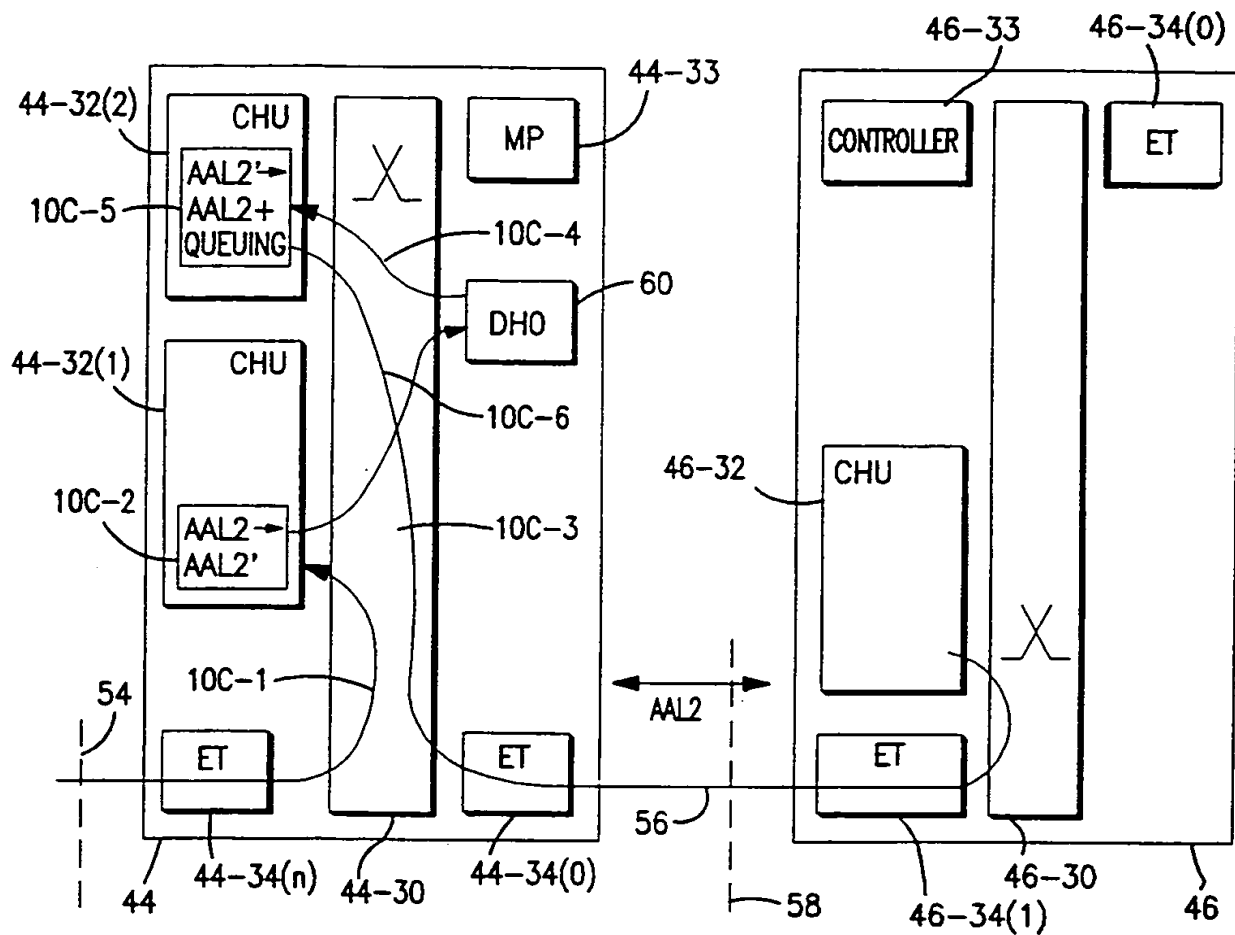 46-33
46-34(0)
44-33
44-32(2)
CHU
MP
CONTROLLER
ET
AAL2'→
10C-5
AAL2+
QUEUING
10C-4
60
DHO
44-32(1)
CHU
10C-6
46-32
CHU
10C-2
AAL2→
AAL2'
10C-3
10C-1
54
AAL2
ET
ET
ET
56
44
44-34(n)
44-30
44-34(0)
58
46-34(1)
46-30
46